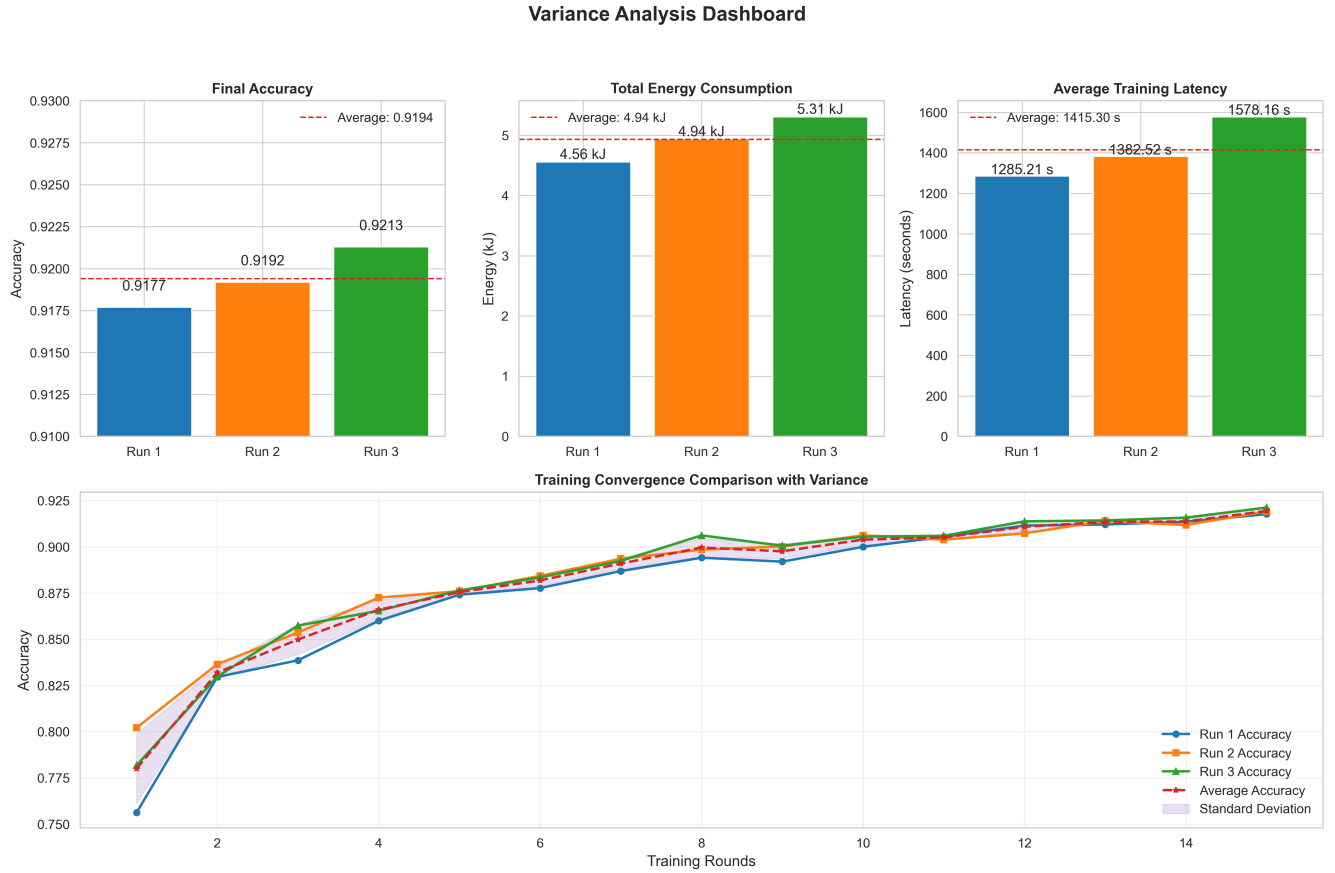 Variance Analysis Dashboard
Final Accuracy
Accuracy
0.9300
0.9275
0.9250
0.9225
0.9200
0.9175
0.9150
0.9125
0.9100
Average: 0.9194
0.9177
0.9192
0.9213
Run 1
Run 2
Run 3
Total Energy Consumption
Energy (kJ)
5
4
3
2
1
0
Average: 4.94 kJ
4.56 kJ
4.94 kJ
5.31 kJ
Run 1
Run 2
Run 3
Average Training Latency
Latency (seconds)
1600
1400
1200
1000
800
600
400
200
0
Average: 1415.30 s
1285.21 s
1382.52 s
1578.16 s
Run 1
Run 2
Run 3
Training Convergence Comparison with Variance
Accuracy
0.925
0.900
0.875
0.850
0.825
0.800
0.775
0.750
Run 1 Accuracy
Run 2 Accuracy
Run 3 Accuracy
Average Accuracy
Standard Deviation
2
4
6
8
10
12
14
Training Rounds